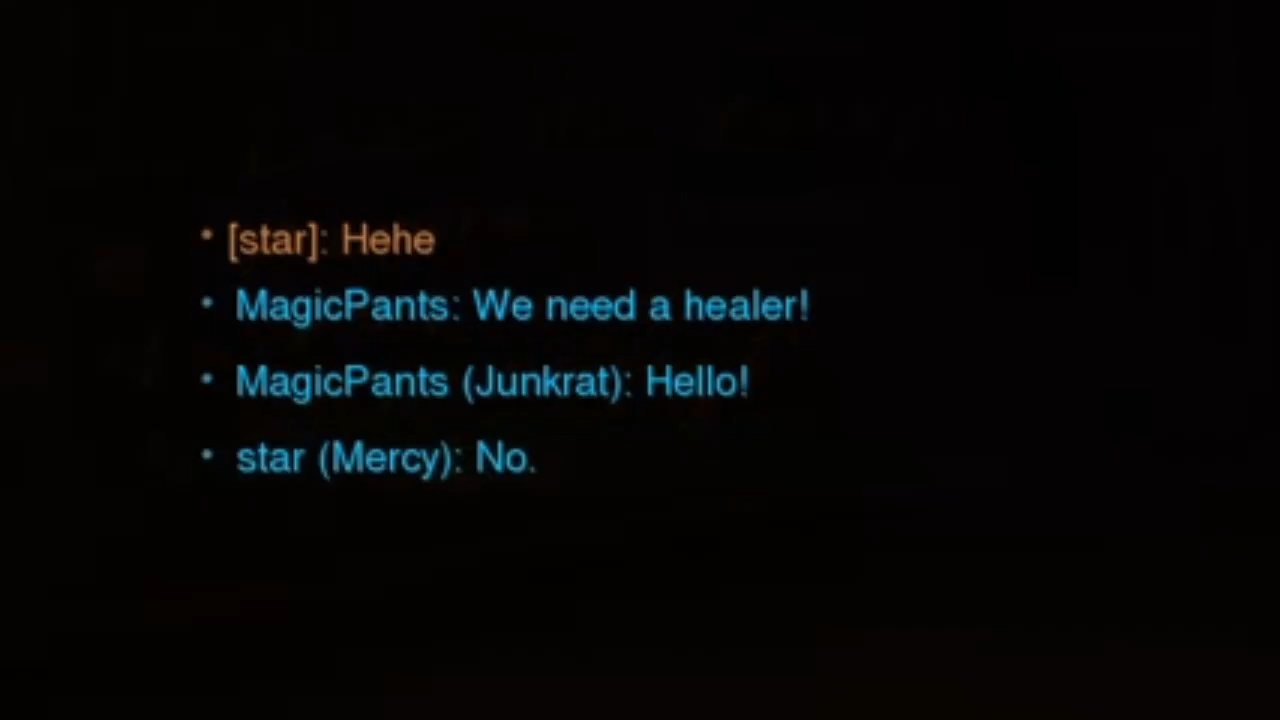 • [star]: Hehe
• MagicPants: We need a healer!
• MagicPants (Junkrat): Hello!
• star (Mercy): No.